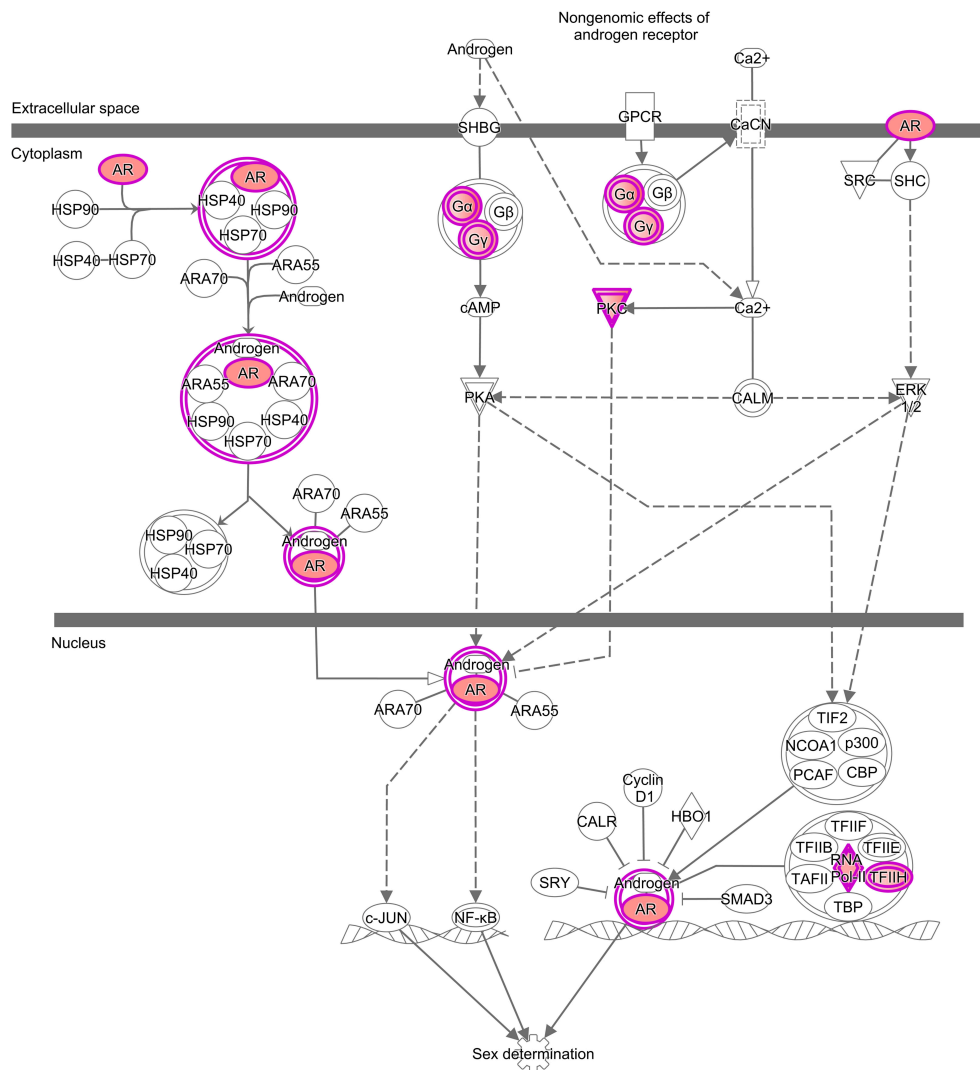 Nongenomic effects of
androgen receptor
Androgen
Ca2+
Extracellular space
SHBG
GPCR
CaCN
AR
Cytoplasm
AR
AR
HSP40
HSP90
HSP90
HSP70
HSP40
HSP70
Gα
Gβ
Gγ
Gα
Gβ
Gγ
SRC
SHC
ARA55
ARA70
Androgen
cAMP
PKC
Ca2+
Androgen
AR
ARA55
ARA70
HSP90
HSP40
HSP70
PKA
CALM
ERK
1/2
ARA70
ARA55
HSP90
HSP70
HSP40
Androgen
AR
Nucleus
Androgen
AR
ARA70
ARA55
TIF2
NCOA1
p300
PCAF
CBP
Cyclin
D1
CALR
HBO1
SRY
Androgen
AR
SMAD3
TFIIF
TFIIB
TFIIE
RNA
Pol-II
TAFII
TFIIH
TBP
c-JUN
NF-κB
Sex determination